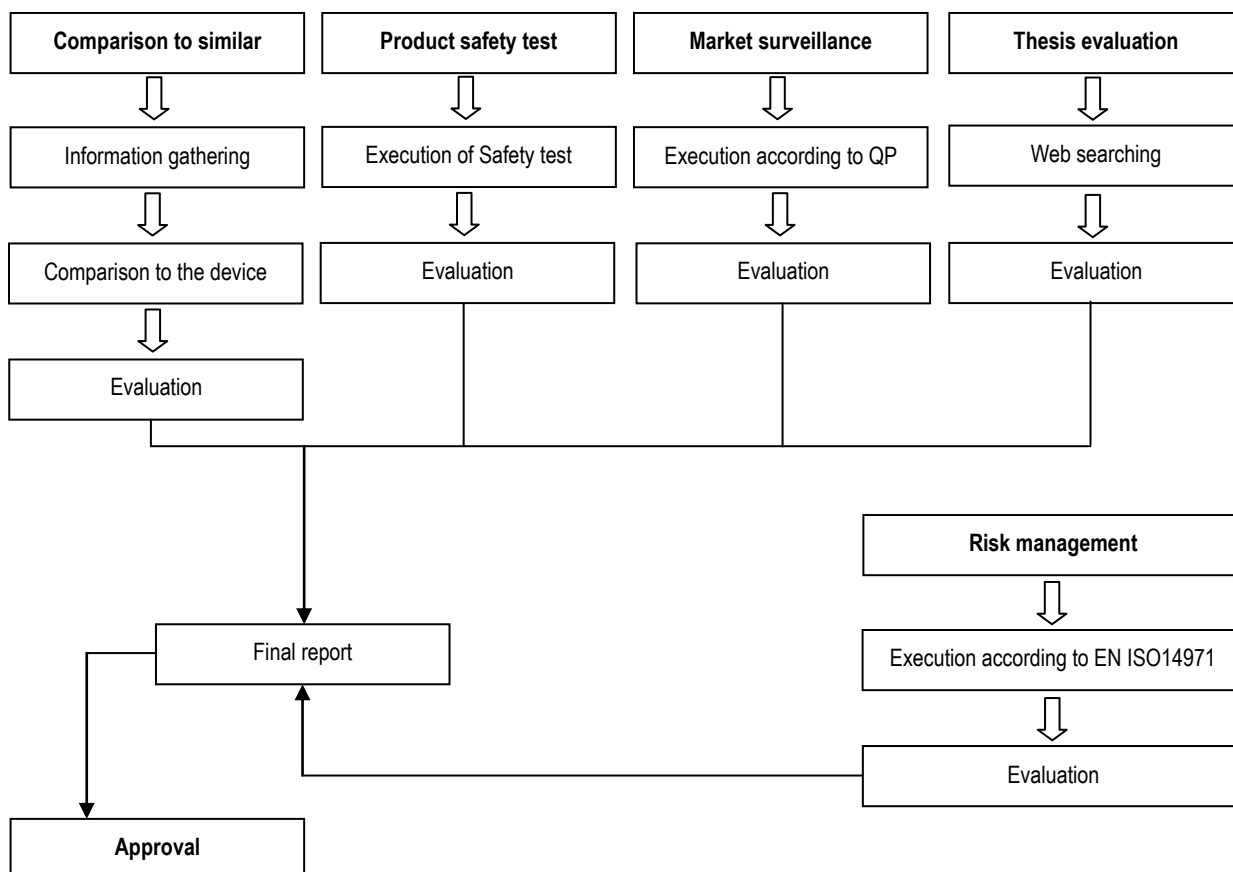 Comparison to similar
Product safety test
Market surveillance
Thesis evaluation
Information gathering
Execution of Safety test
Execution according to QP
Web searching
Comparison to the device
Evaluation
Evaluation
Evaluation
Evaluation
Risk management
Final report
Execution according to EN ISO14971
Evaluation
Approval